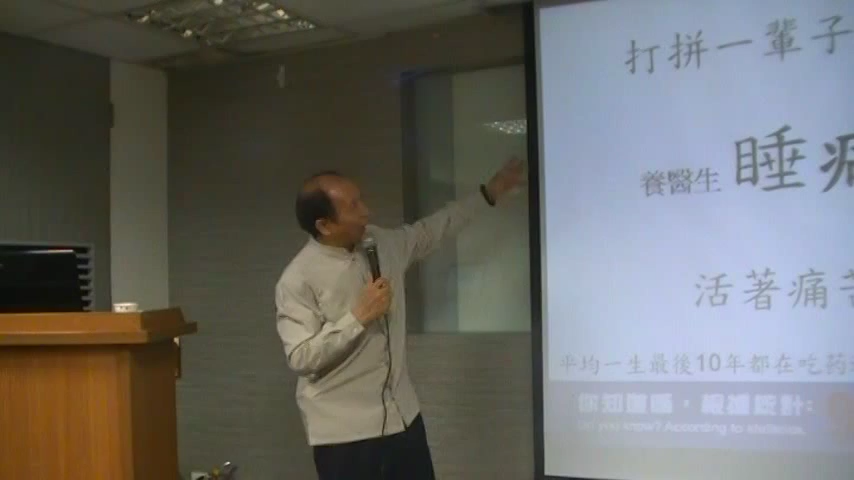 打拼一輩子
養醫生 睡
活著痛苦
平均一生最後10年都在吃药
你知道嗎，根據統計:
Do you know? According to statistics,